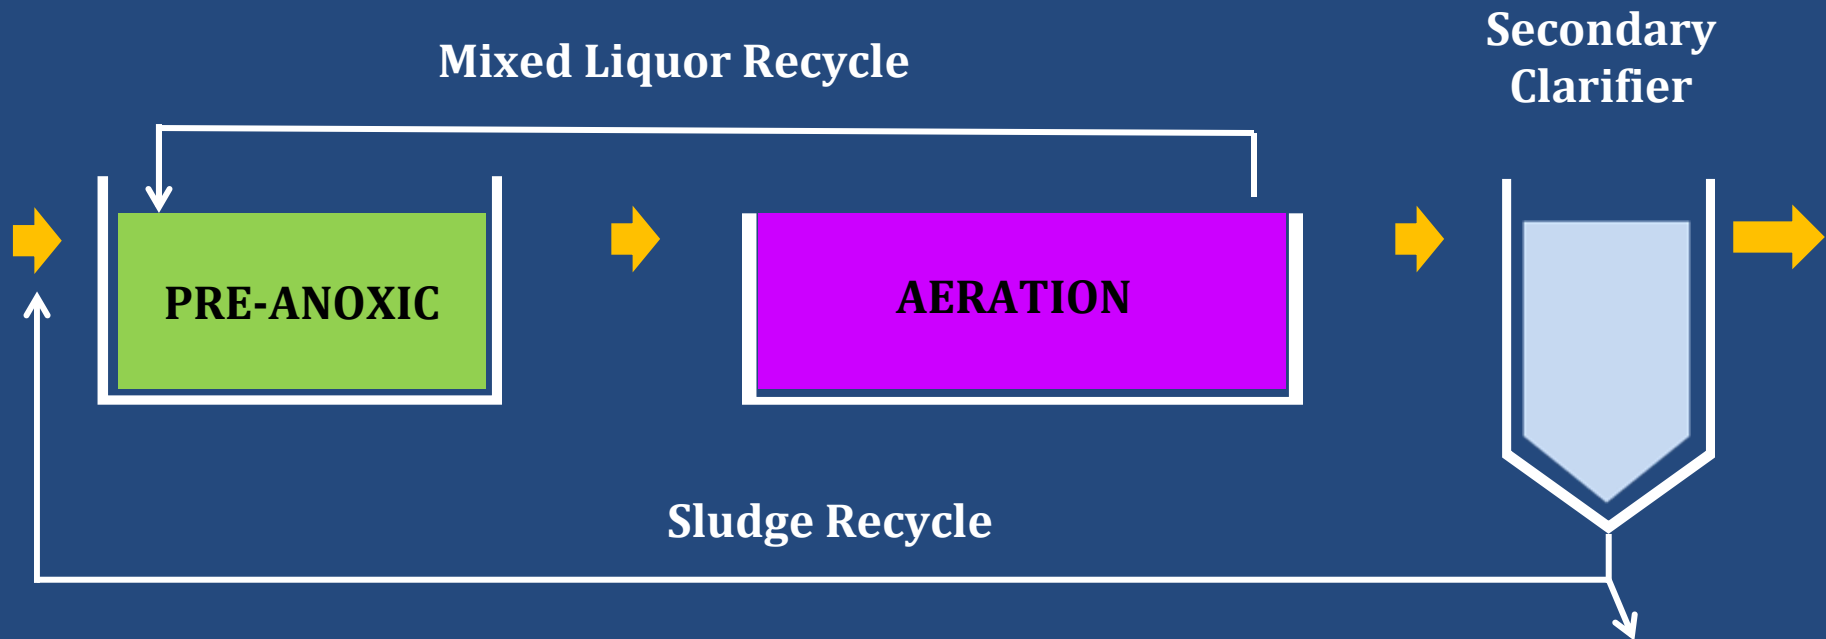 Mixed Liquor Recycle
Secondary
Clarifier
PRE-ANOXIC
AERATION
Sludge Recycle